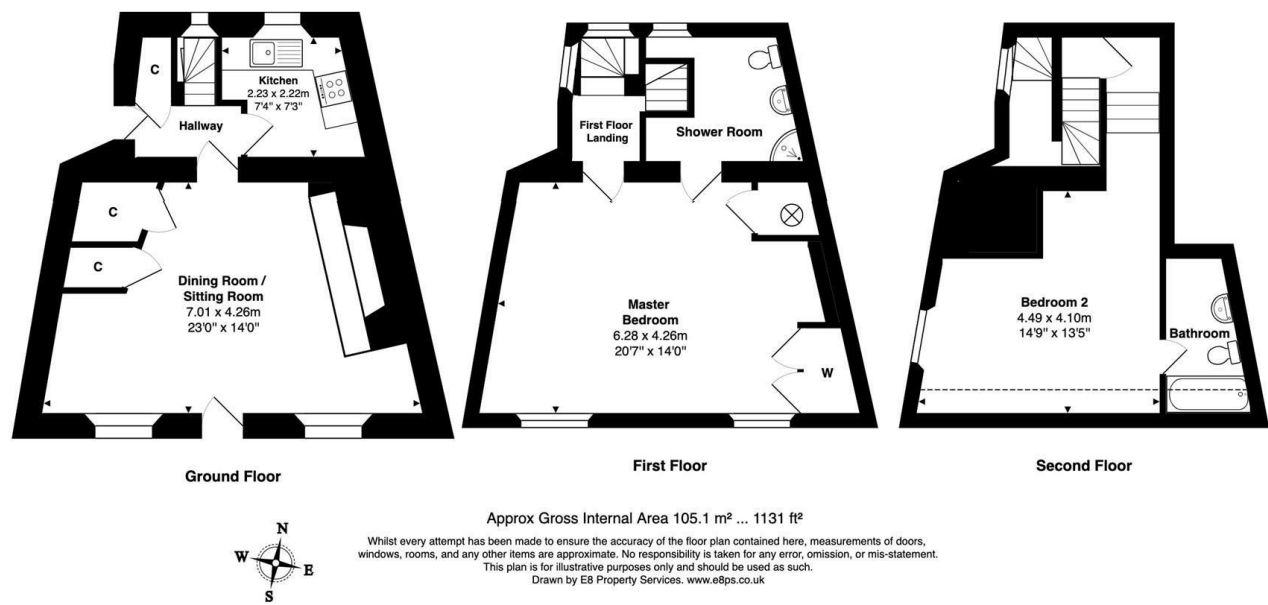 C
Kitchen
2.23 x 2.22m
7'4" x 7'3"
Hallway
C
C
Dining Room /
Sitting Room
7.01 x 4.26m
23'0" x 14'0"
Ground Floor
First Floor
Landing
Shower Room
Master
Bedroom
6.28 x 4.26m
20'7" x 14'0"
W
First Floor
Bedroom 2
4.49 x 4.10m
14'9" x 13'5"
Bathroom
Second Floor
N
W
E
S
Approx Gross Internal Area 105.1 m² ... 1131 ft²
Whilst every attempt has been made to ensure the accuracy of the floor plan contained here, measurements of doors,
windows, rooms, and any other items are approximate. No responsibility is taken for any error, omission, or mis-statement.
This plan is for illustrative purposes only and should be used as such.
Drawn by E8 Property Services. www.e8ps.co.uk